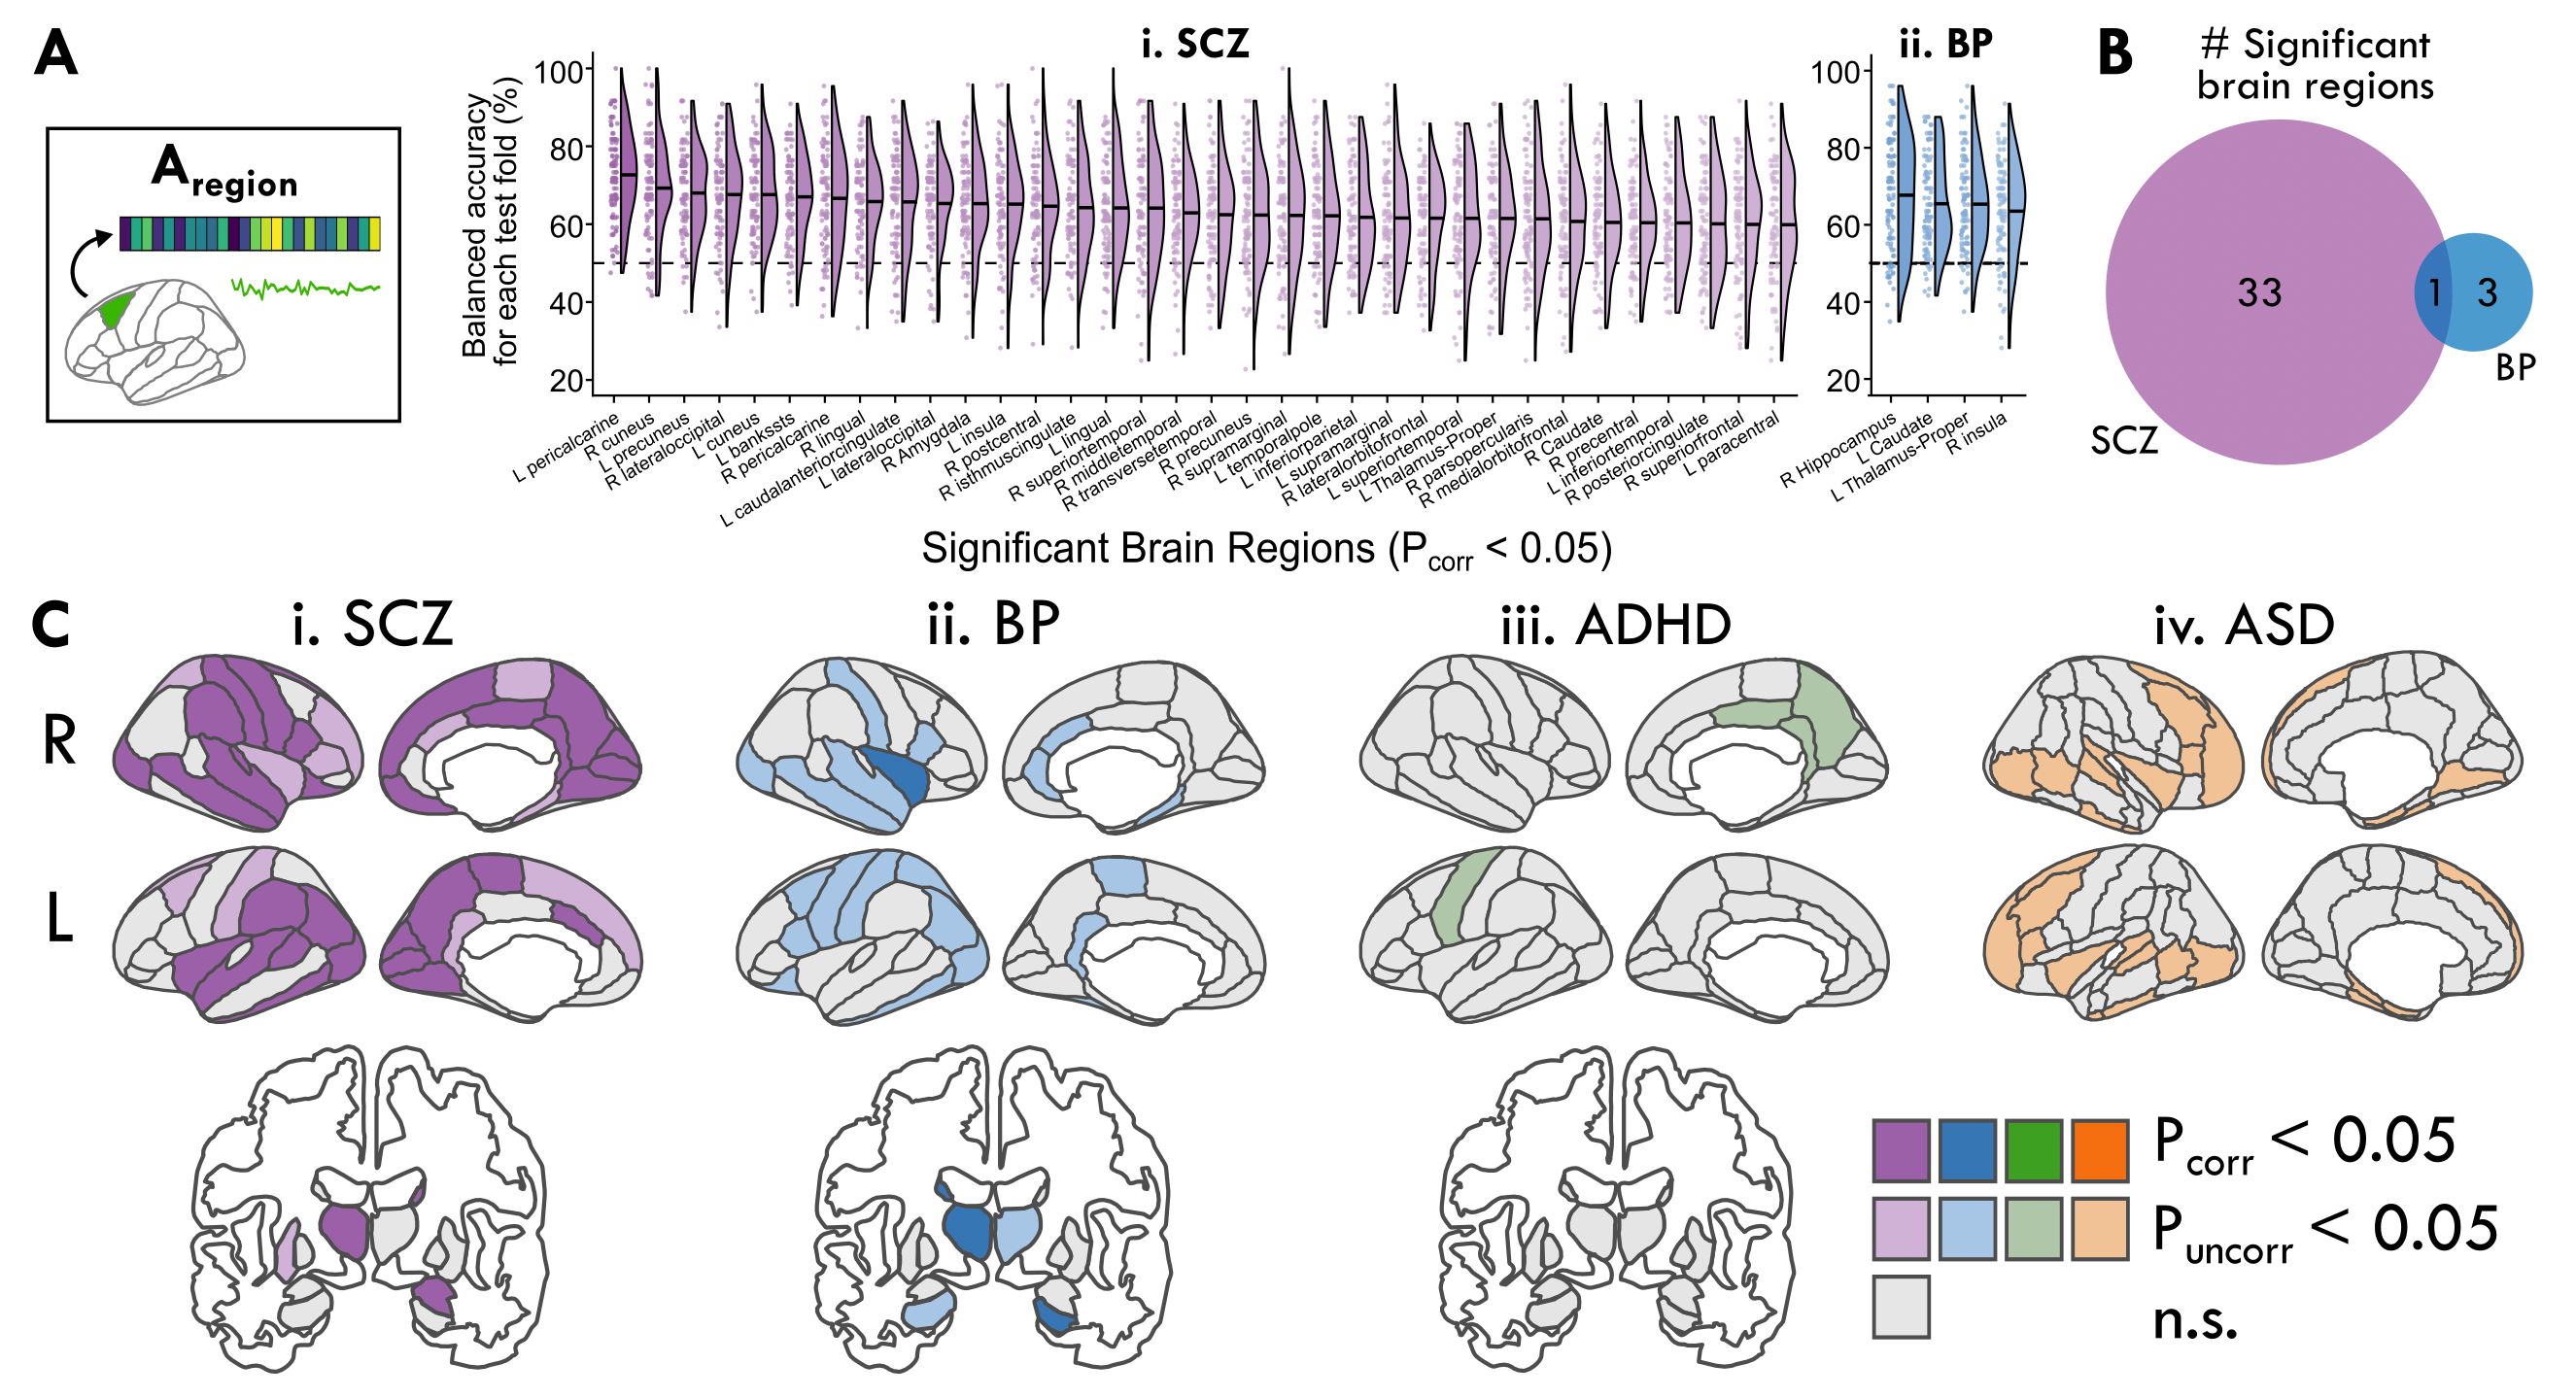 A
A region
i. SCZ
Balanced accuracy
for each test fold (%)
100
80
60
40
20
L pericalcarine
R cuneus
L precuneus
R lateraloccipital
L cuneus
L bankssts
R pericalcarine
R lingual
L caudalanteriorcingulate
L lateraloccipital
R Amygdala
L insula
R postcentral
R isthmuscingulate
L lingual
R superiortemporal
R middletemporal
R transversetemporal
R precuneus
R supramarginal
L temporalpole
L inferiorparietal
L supramarginal
R lateralorbitofrontal
L superiortemporal
L Thalamus-Proper
R parsopercularis
R medialorbitofrontal
R Caudate
R precentral
L inferiortemporal
R posteriorcingulate
R superiorfrontal
L paracentral
ii. BP
100
80
60
40
20
R Hippocampus
L Caudate
L Thalamus-Proper
R insula
Significant Brain Regions (Pcorr < 0.05)
B
# Significant
brain regions
33
1
3
BP
SCZ
C
i. SCZ
ii. BP
iii. ADHD
iv. ASD
R
L
Pcorr < 0.05
Puncorr < 0.05
n.s.